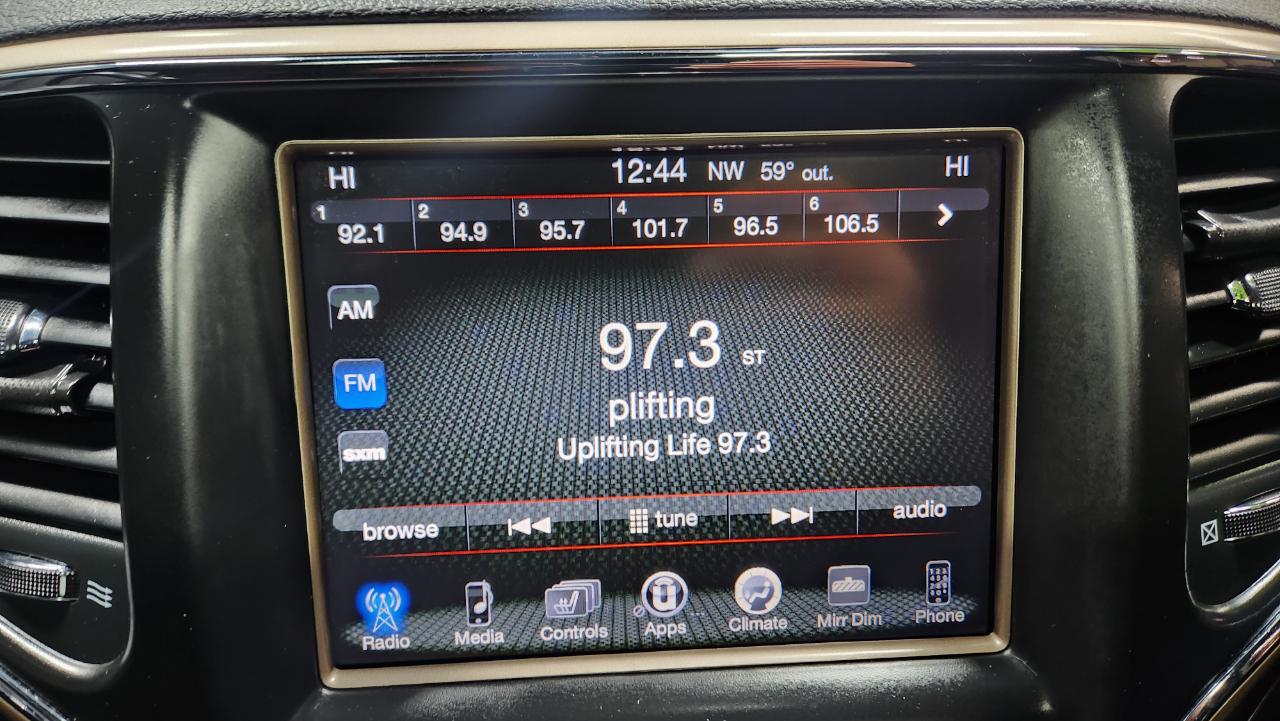 HI 12:44 NW 59° out. HI
1 92.1 2 94.9 3 95.7 4 101.7 5 96.5 6 106.5
AM
97.3 ST
FM
plifting
Uplifting Life 97.3
sxm
browse tune audio
Radio Media Controls Apps Climate Mirr Dim Phone